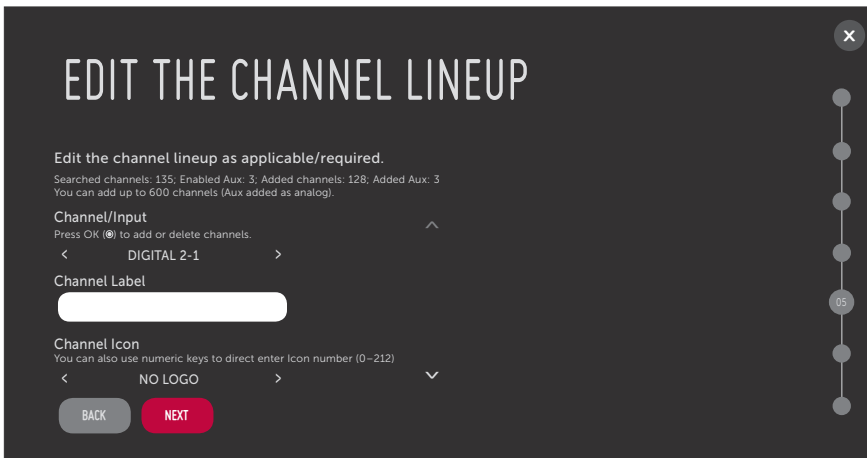 X
EDIT THE CHANNEL LINEUP
Edit the channel lineup as applicable/required.
Searched channels: 135; Enabled Aux: 3; Added channels: 128; Added Aux: 3
You can add up to 600 channels (Aux added as analog).
Channel/Input
Press OK (◉) to add or delete channels.
< DIGITAL 2-1 >
Channel Label
05
Channel Icon
You can also use numeric keys to direct enter Icon number (0–212)
< NO LOGO >
BACK NEXT